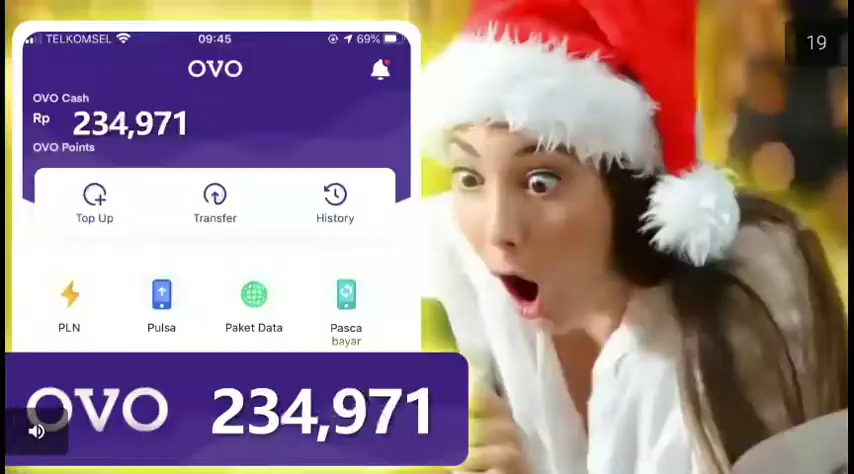 TELKOMSEL 09:45 69%
OVO
OVO Cash
Rp 234,971
OVO Points
Top Up Transfer History
PLN Pulsa Paket Data Pasca
bayar
OVO 234,971
19